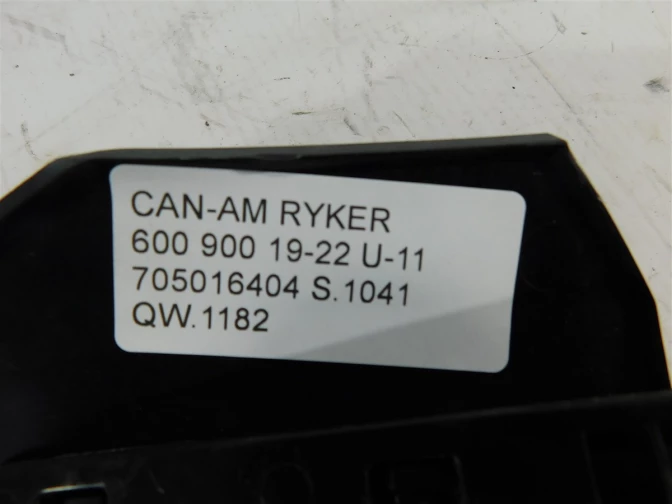 CAN-AM RYKER
600 900 19-22 U-11
705016404 S.1041
QW.1182